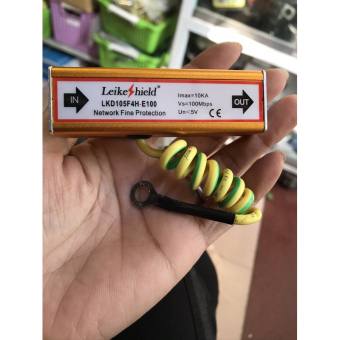 LeikeShield®
IN
LKD105F4H-E100
Network Fine Protection
Imax=10KA
Vs=100Mbps
Un<5V
OUT